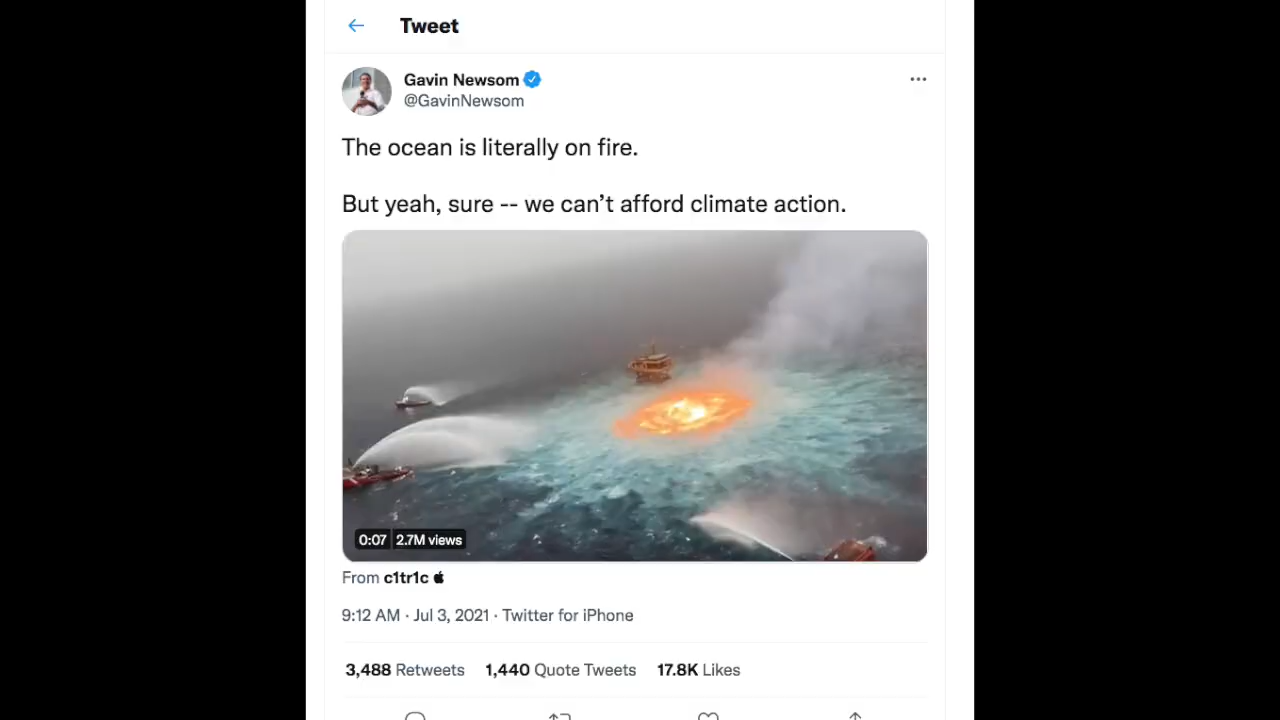 Tweet
Gavin Newsom
@GavinNewsom
The ocean is literally on fire.
But yeah, sure -- we can’t afford climate action.
0:07 2.7M views
From c1tr1c
9:12 AM · Jul 3, 2021 · Twitter for iPhone
3,488 Retweets 1,440 Quote Tweets 17.8K Likes